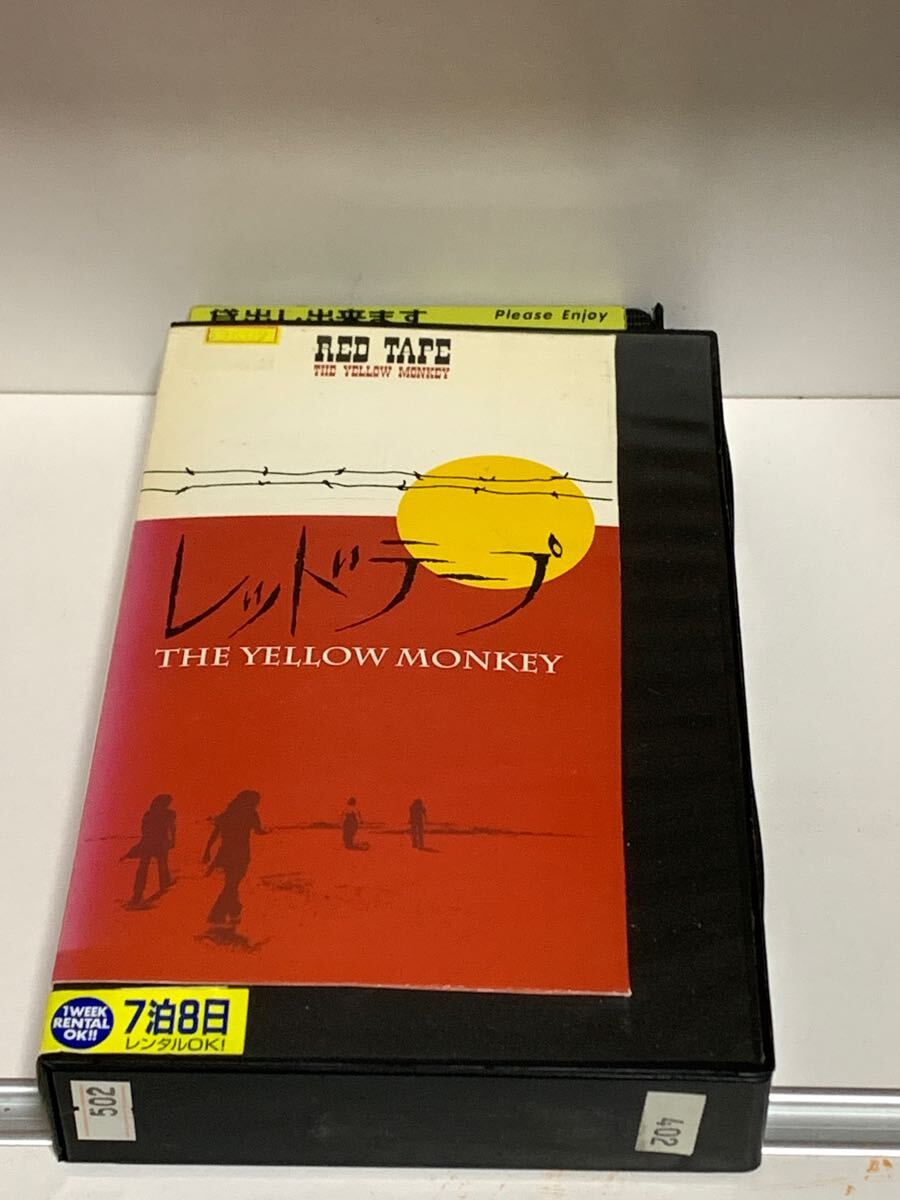 貸出し出来ます Please Enjoy
RED TAPE
THE YELLOW MONKEY
レッドテープ
THE YELLOW MONKEY
1WEEK
RENTAL
OK!!
7泊8日
レンタルOK!
502
402